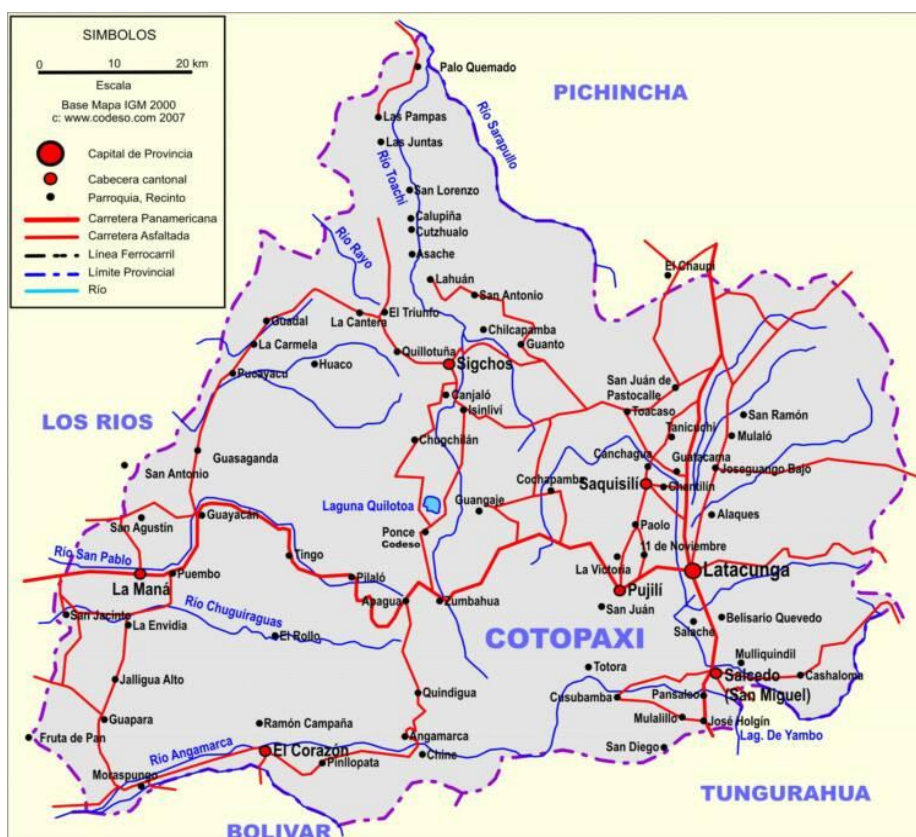 SIMBOLOS
0 10 20 km
Escala
Base Mapa IGM 2000
c: www.codeso.com 2007
Capital de Provincia
Cabecera cantonal
Parroquia, Recinto
Carretera Panamericana
Carretera Asfaltada
Línea Ferrocarril
Límite Provincial
Río
Palo Quemado
PICHINCHA
Río Sarapullo
Las Pampas
Las Juntas
Río Toachi
San Lorenzo
Calupiña
Cutzhualo
Río Rayo
Asache
El Chaupi
Lahuán
San Antonio
Guadal
La Cantera
El Triunfo
Chilcapamba
La Carmela
Quillotuña
Guanto
Huaco
Sigchos
Pucayacu
San Juán de
Pastocalle
Canjaló
Isinliví
Toacaso
San Ramón
LOS RIOS
Tanicuchi
Mulaló
Chugchilán
Guasaganda
Canchagua
Guatacama
San Antonio
Joseguango Bajo
Cochapamba
Saquisilí
Chantilín
Laguna Quilotoa
Guangaje
Guayacán
Alaques
San Agustín
Paolo
Ponce
Codeso
11 de Noviembre
Río San Pablo
Tingo
La Victoria
La Maná
Puembo
Pilaló
Latacunga
Pujilí
Apagua
Zumbahua
San Juán
San Jacinto
Río Chuguiraguas
La Envidia
Belisario Quevedo
Salache
El Rollo
COTOPAXI
Mulliquindil
Totora
Jalligua Alto
Salcedo
(San Miguel)
Cashaloma
Quindigua
Cusubamba
Pansaleo
Guapara
Ramón Campaña
Mulalillo
José Holgín
Fruta de Pan
Angamarca
Lag. De Yambo
Río Angamarca
El Corazón
Chine
San Diego
Pinllopata
Moraspungo
TUNGURAHUA
BOLIVAR